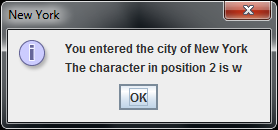 New York
You entered the city of New York
The character in position 2 is w
OK